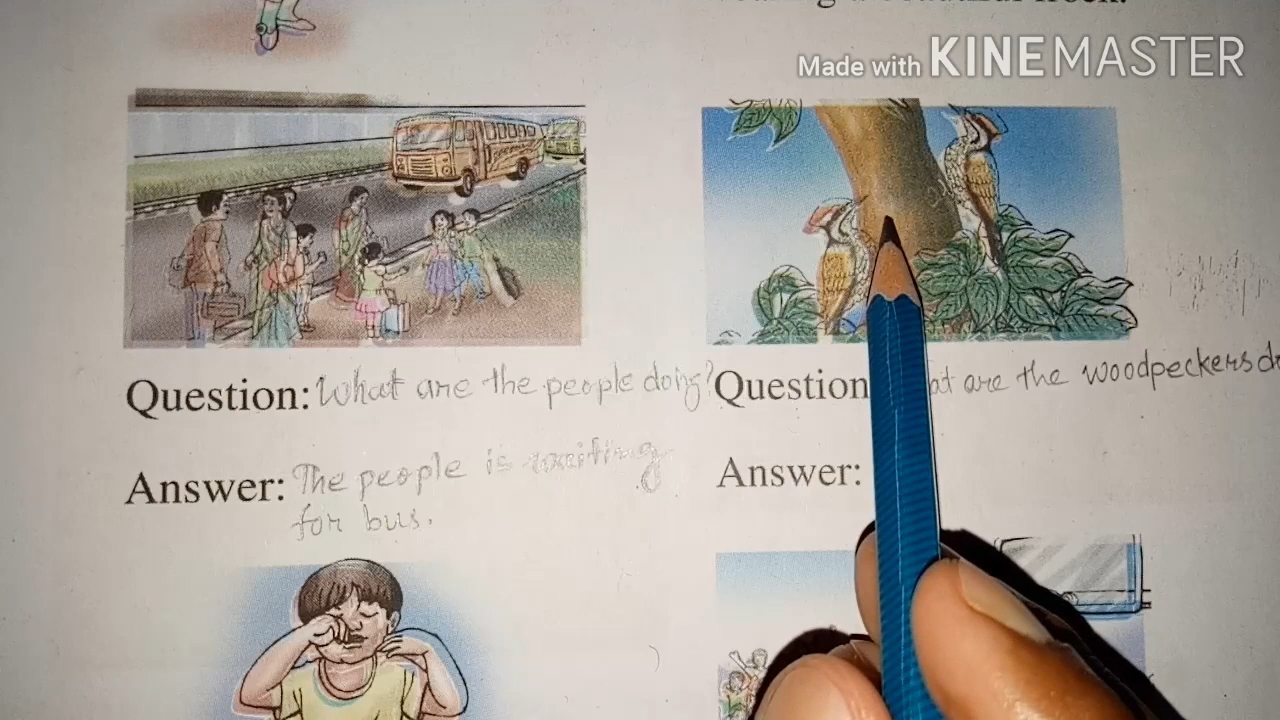 Made with KINEMASTER
Question: What are the people doing?
Answer: The people is waiting
for bus.
Question are the woodpeckers
Answer: